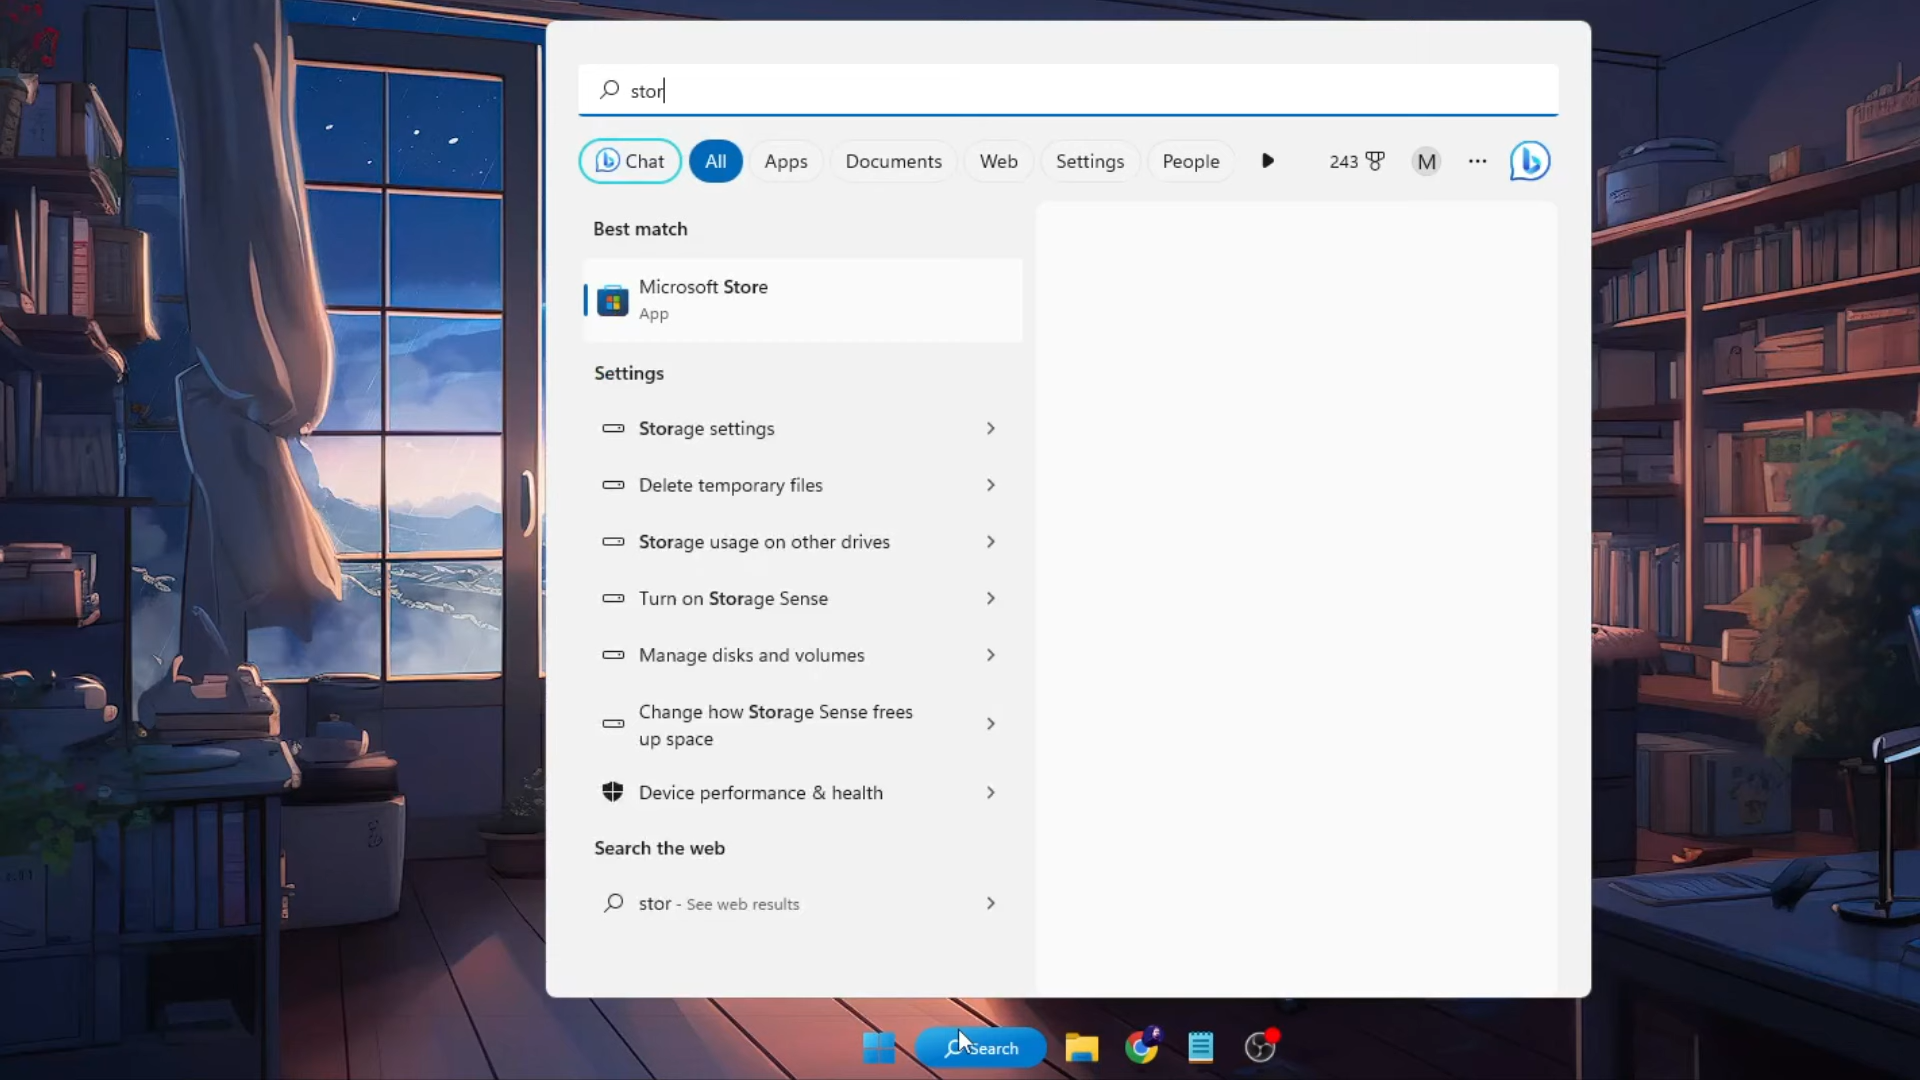 stor
Chat
All
Apps
Documents
Web
Settings
People
243
M
Best match
Microsoft Store
App
Settings
Storage settings
Delete temporary files
Storage usage on other drives
Turn on Storage Sense
Manage disks and volumes
Change how Storage Sense frees
up space
Device performance & health
Search the web
stor - See web results
Search